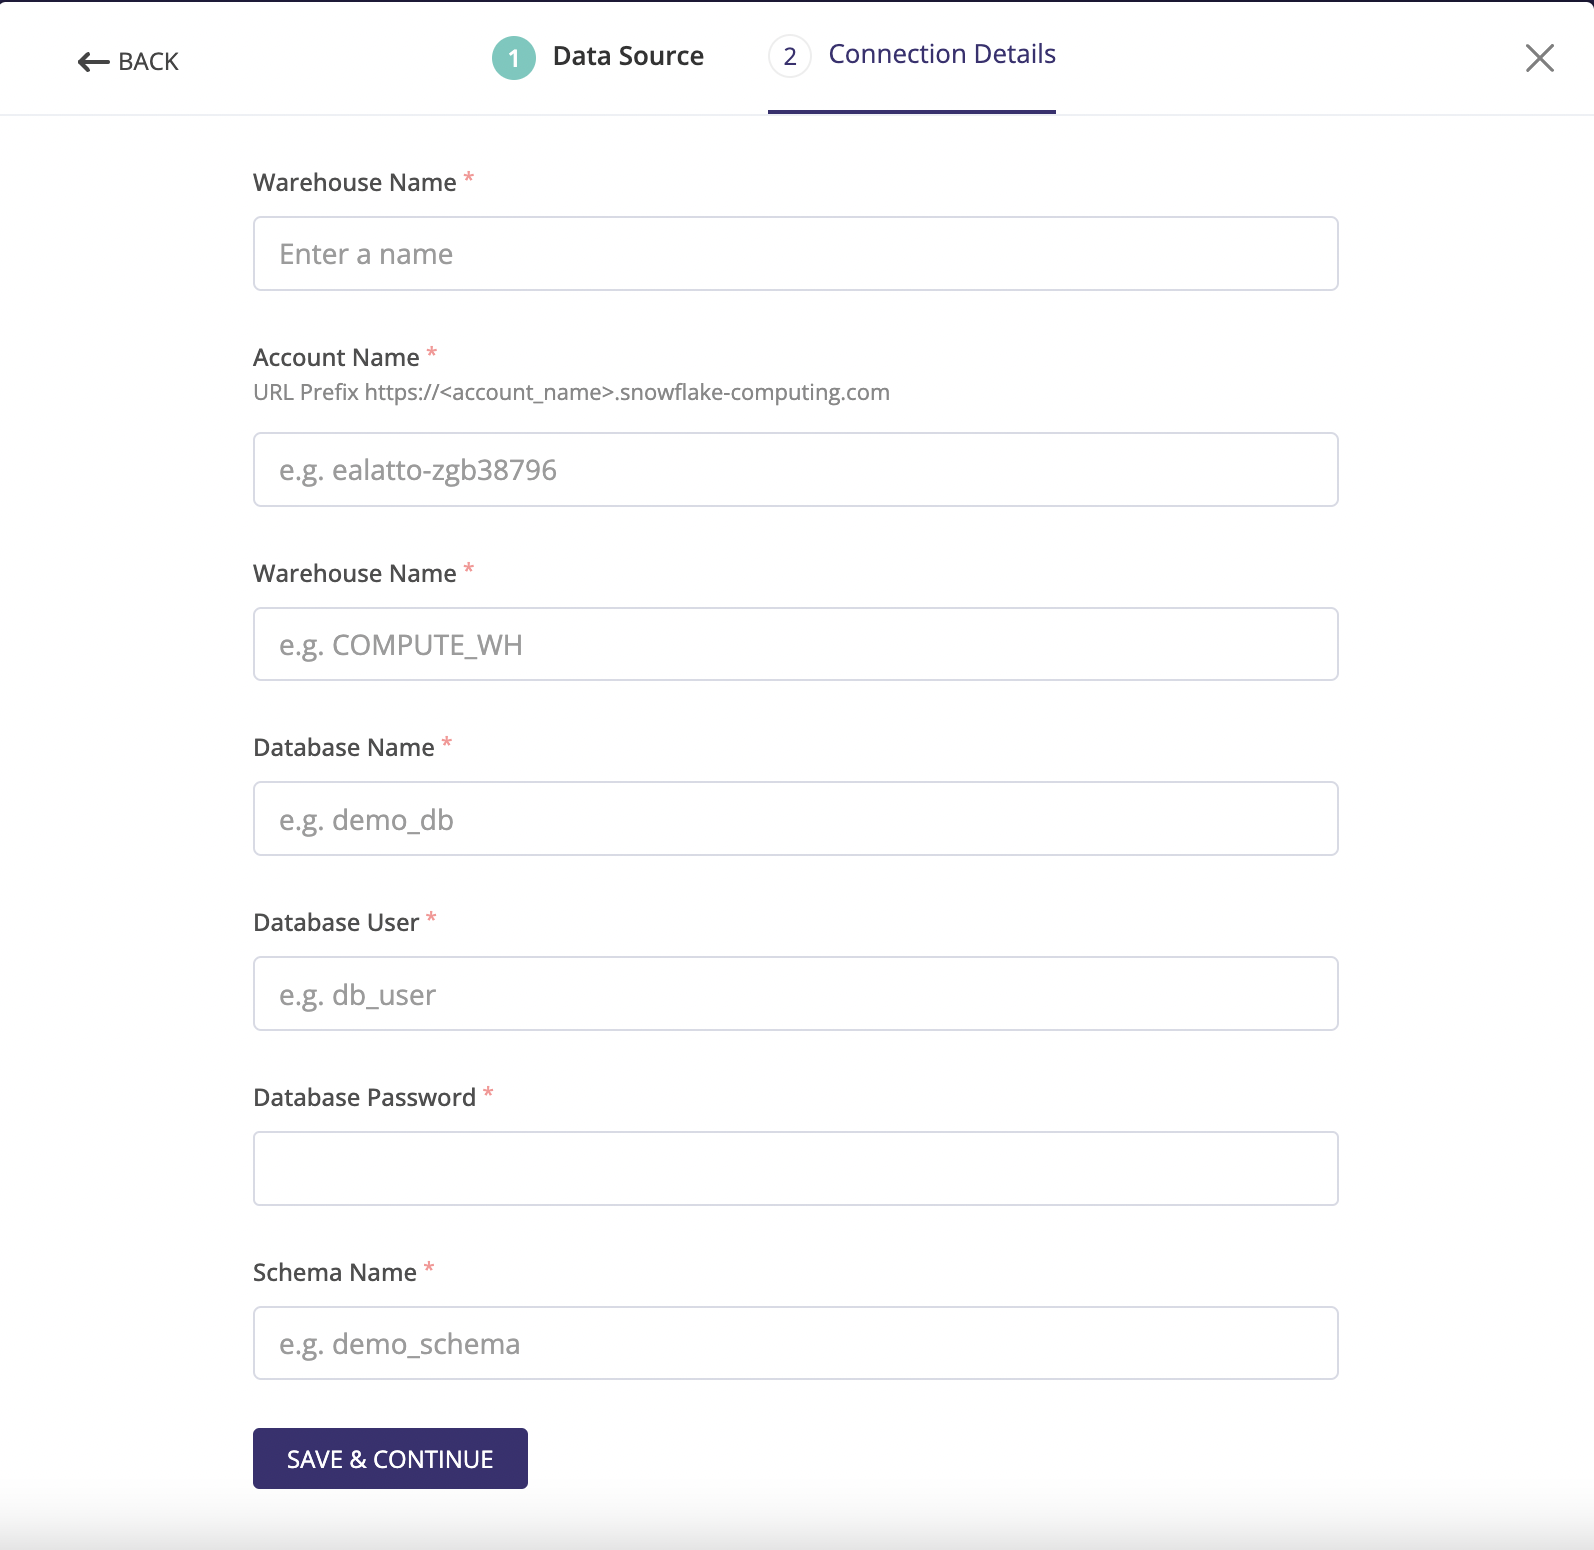 BACK
1 Data Source
2 Connection Details
Warehouse Name *
Enter a name
Account Name *
URL Prefix https://<account_name>.snowflake-computing.com
e.g. ealatto-zgb38796
Warehouse Name *
e.g. COMPUTE_WH
Database Name *
e.g. demo_db
Database User *
e.g. db_user
Database Password *
Schema Name *
e.g. demo_schema
SAVE & CONTINUE